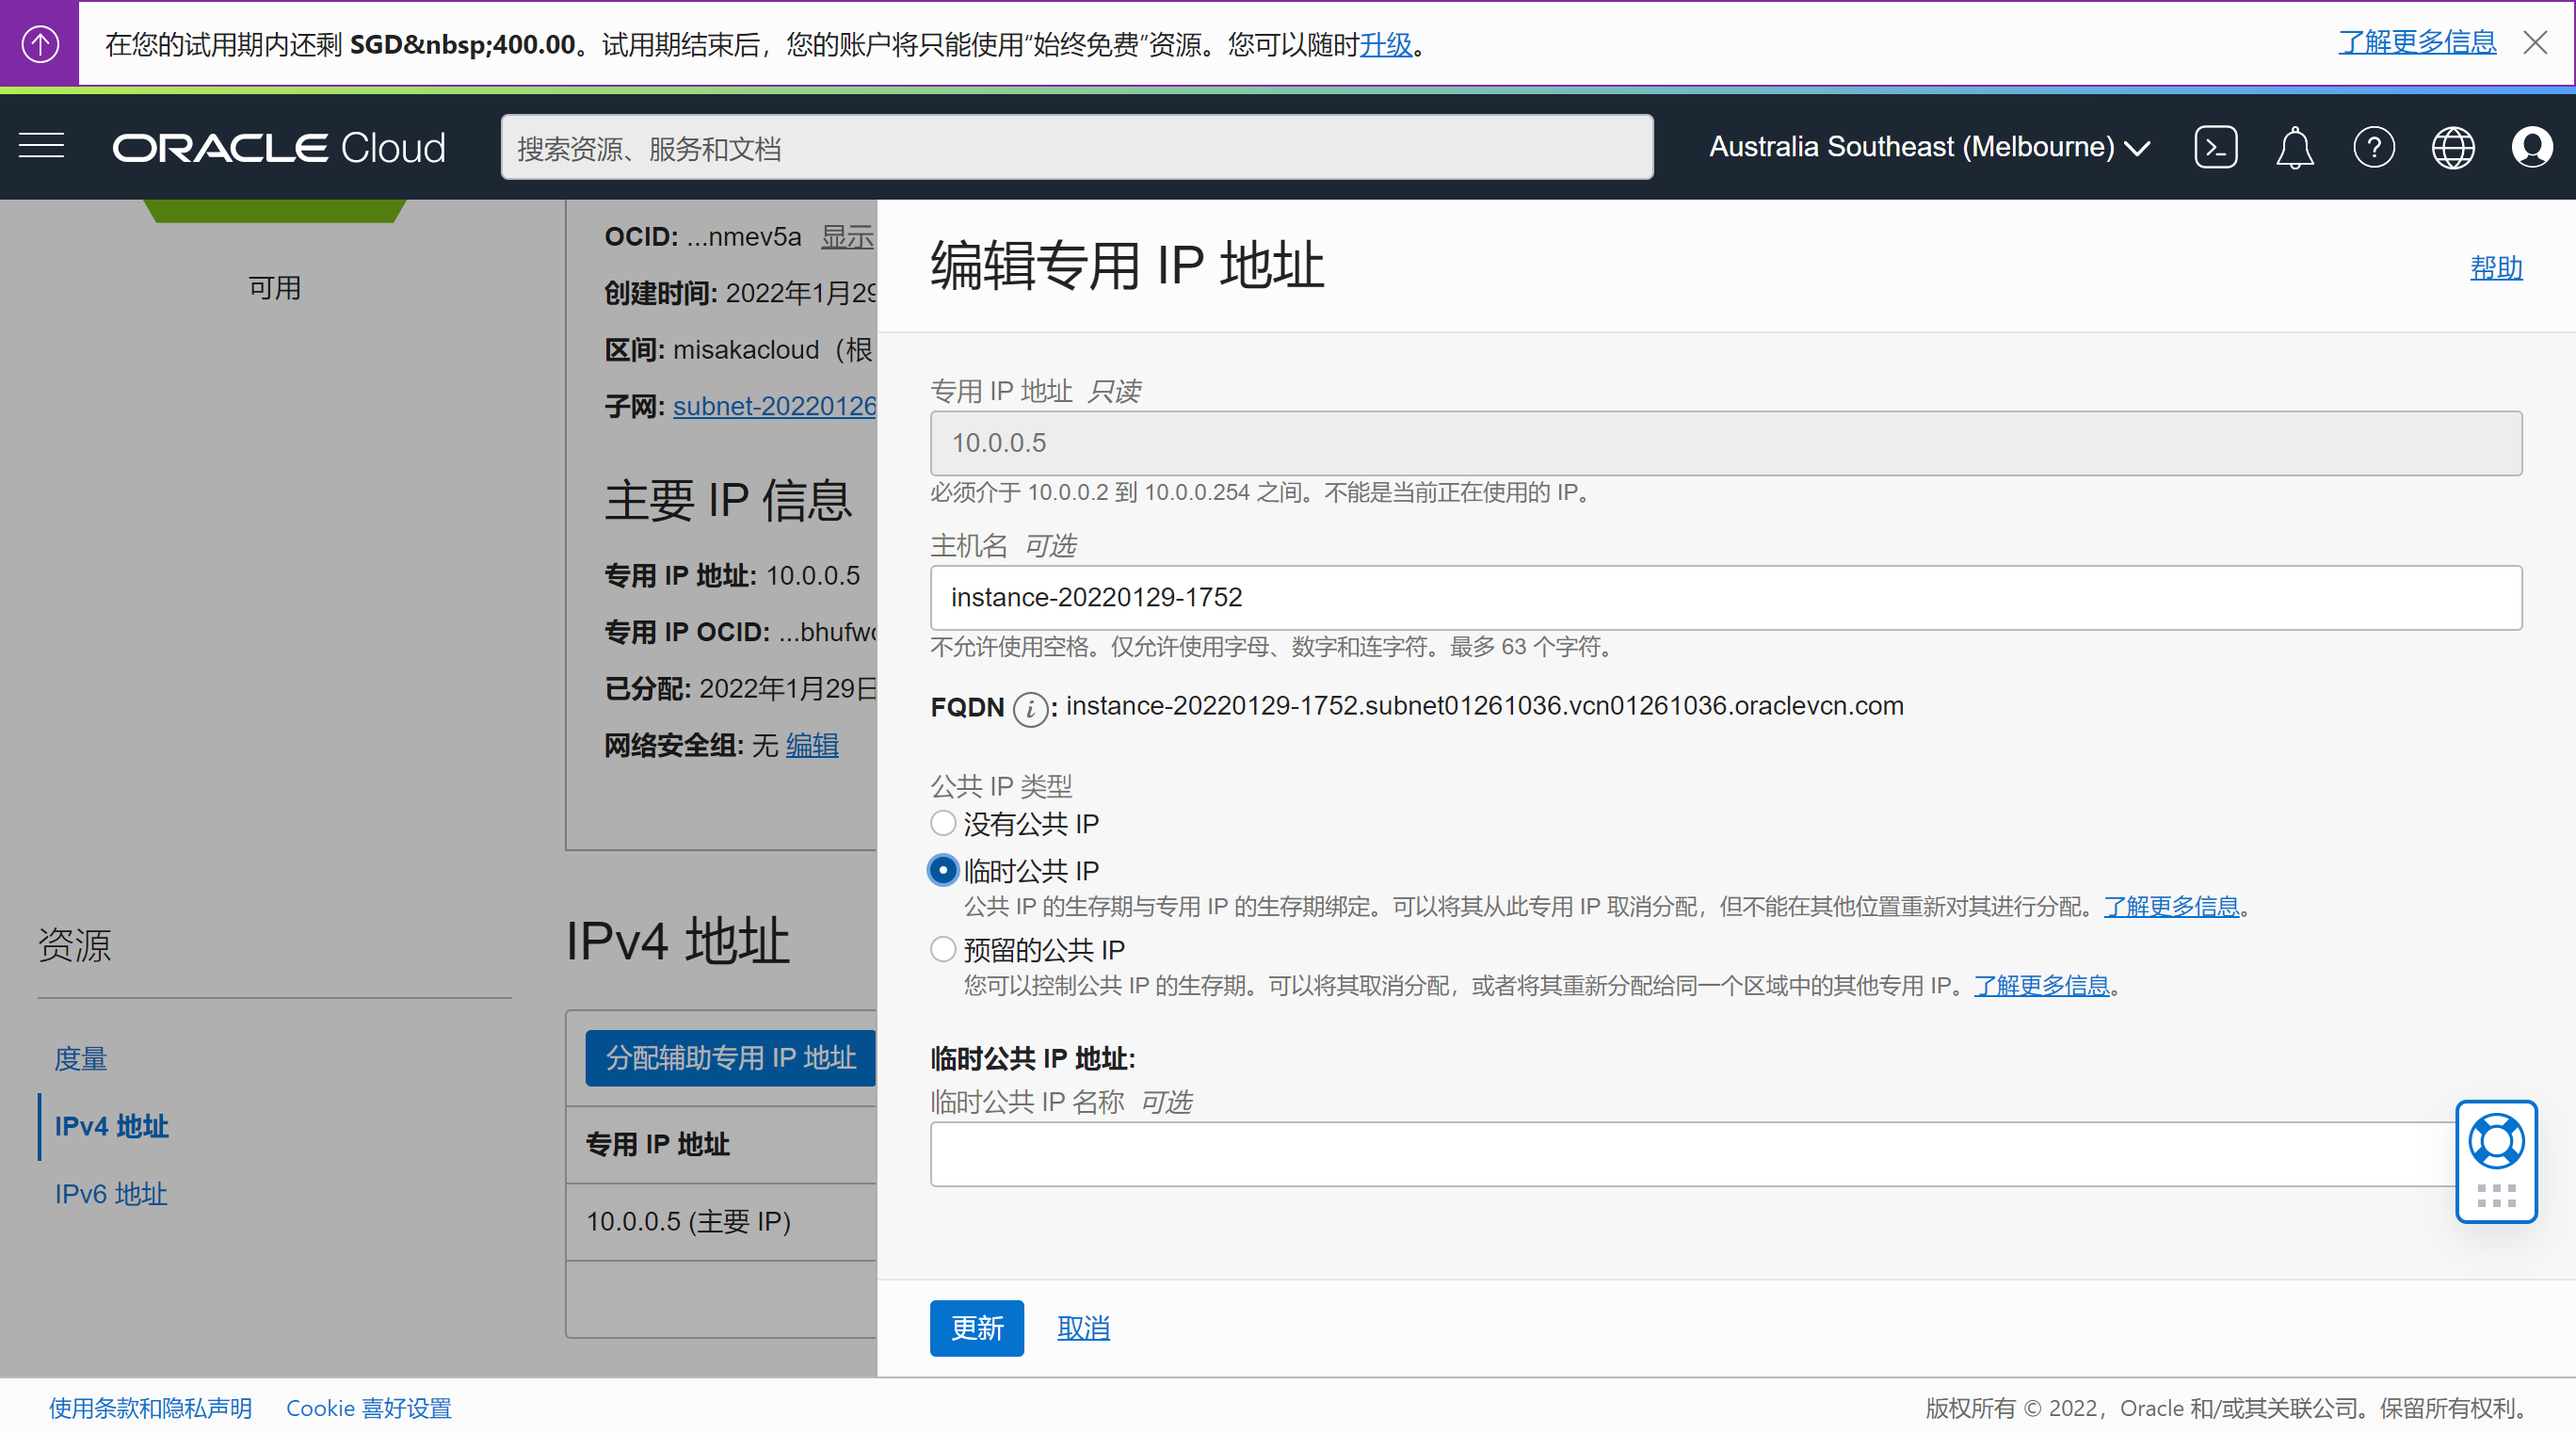 在您的试用期内还剩 SGD&nbsp;400.00。试用期结束后，您的账户将只能使用“始终免费”资源。您可以随时升级。
了解更多信息
ORACLE Cloud
搜索资源、服务和文档
Australia Southeast (Melbourne)
可用
OCID: ...nmev5a 显示
创建时间: 2022年1月29
区间: misakacloud（根
子网: subnet-20220126
主要 IP 信息
专用 IP 地址: 10.0.0.5
专用 IP OCID: ...bhufw
已分配: 2022年1月29日
网络安全组: 无 编辑
资源
度量
IPv4 地址
IPv6 地址
IPv4 地址
分配辅助专用 IP 地址
专用 IP 地址
10.0.0.5 (主要 IP)
编辑专用 IP 地址
帮助
专用 IP 地址 只读
10.0.0.5
必须介于 10.0.0.2 到 10.0.0.254 之间。不能是当前正在使用的 IP。
主机名 可选
instance-20220129-1752
不允许使用空格。仅允许使用字母、数字和连字符。最多 63 个字符。
FQDN i : instance-20220129-1752.subnet01261036.vcn01261036.oraclevcn.com
公共 IP 类型
没有公共 IP
临时公共 IP
公共 IP 的生存期与专用 IP 的生存期绑定。可以将其从此专用 IP 取消分配，但不能在其他位置重新对其进行分配。了解更多信息。
预留的公共 IP
您可以控制公共 IP 的生存期。可以将其取消分配，或者将其重新分配给同一个区域中的其他专用 IP。了解更多信息。
临时公共 IP 地址:
临时公共 IP 名称 可选
更新
取消
使用条款和隐私声明
Cookie 喜好设置
版权所有 © 2022，Oracle 和/或其关联公司。保留所有权利。